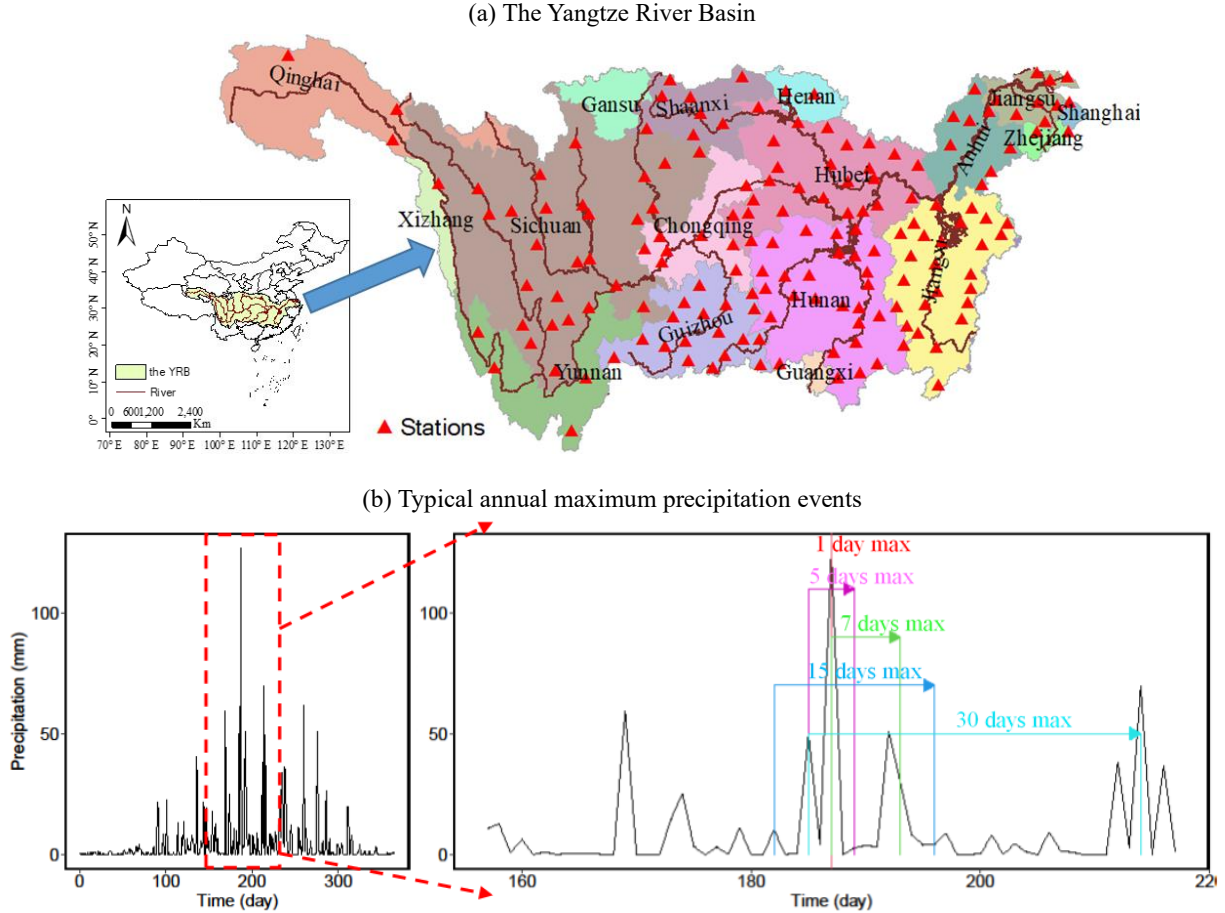 (a) The Yangtze River Basin
Qinghai
Gansu
Shaanxi
Henan
Jiangsu
Shanghai
Zhejiang
Anhui
Hubei
Xizhang
Sichuan
Chongqing
Jiangxi
Hunan
Guizhou
Yunnan
Guangxi
N
50° N
40° N
30° N
20° N
10° N
0°
the YRB
River
0 600 1,200 2,400
Km
70° E 80° E 90° E 100° E 110° E 120° E 130° E
Stations
(b) Typical annual maximum precipitation events
1 day max
5 days max
7 days max
15 days max
30 days max
Precipitation (mm)
100
50
0
0 100 200 300
Time (day)
100
50
0
160 180 200 220
Time (day)